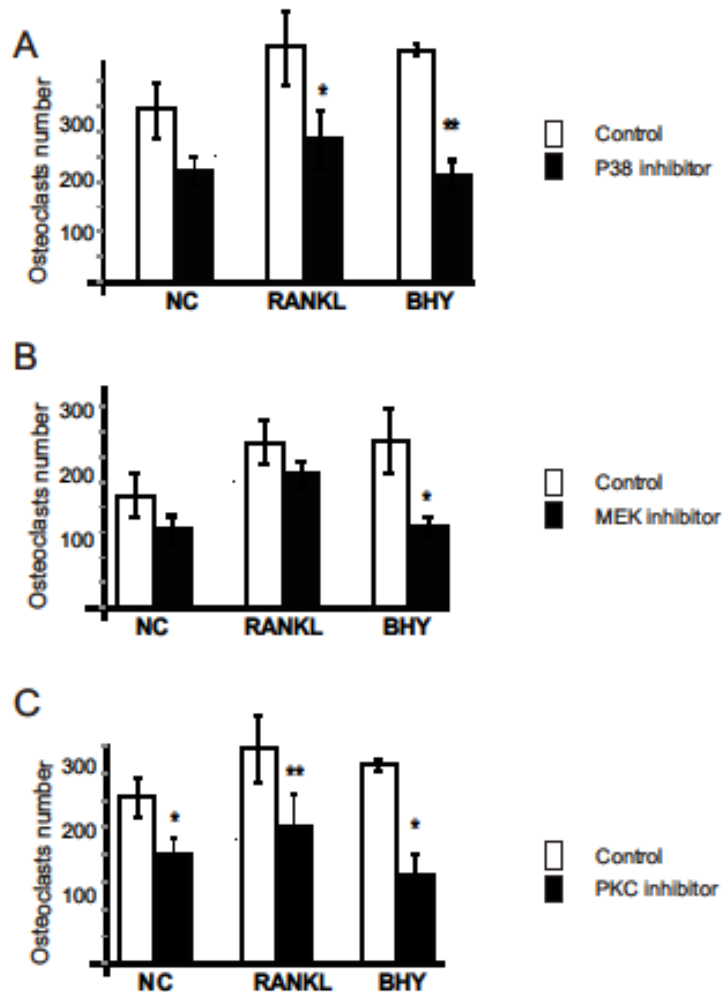 A
Osteoclasts number
300
200
100
*
*
**
NC RANKL BHY
Control
P38 inhibitor
B
Osteoclasts number
300
200
100
*
NC RANKL BHY
Control
MEK inhibitor
C
Osteoclasts number
300
200
100
*
**
*
NC RANKL BHY
Control
PKC inhibitor